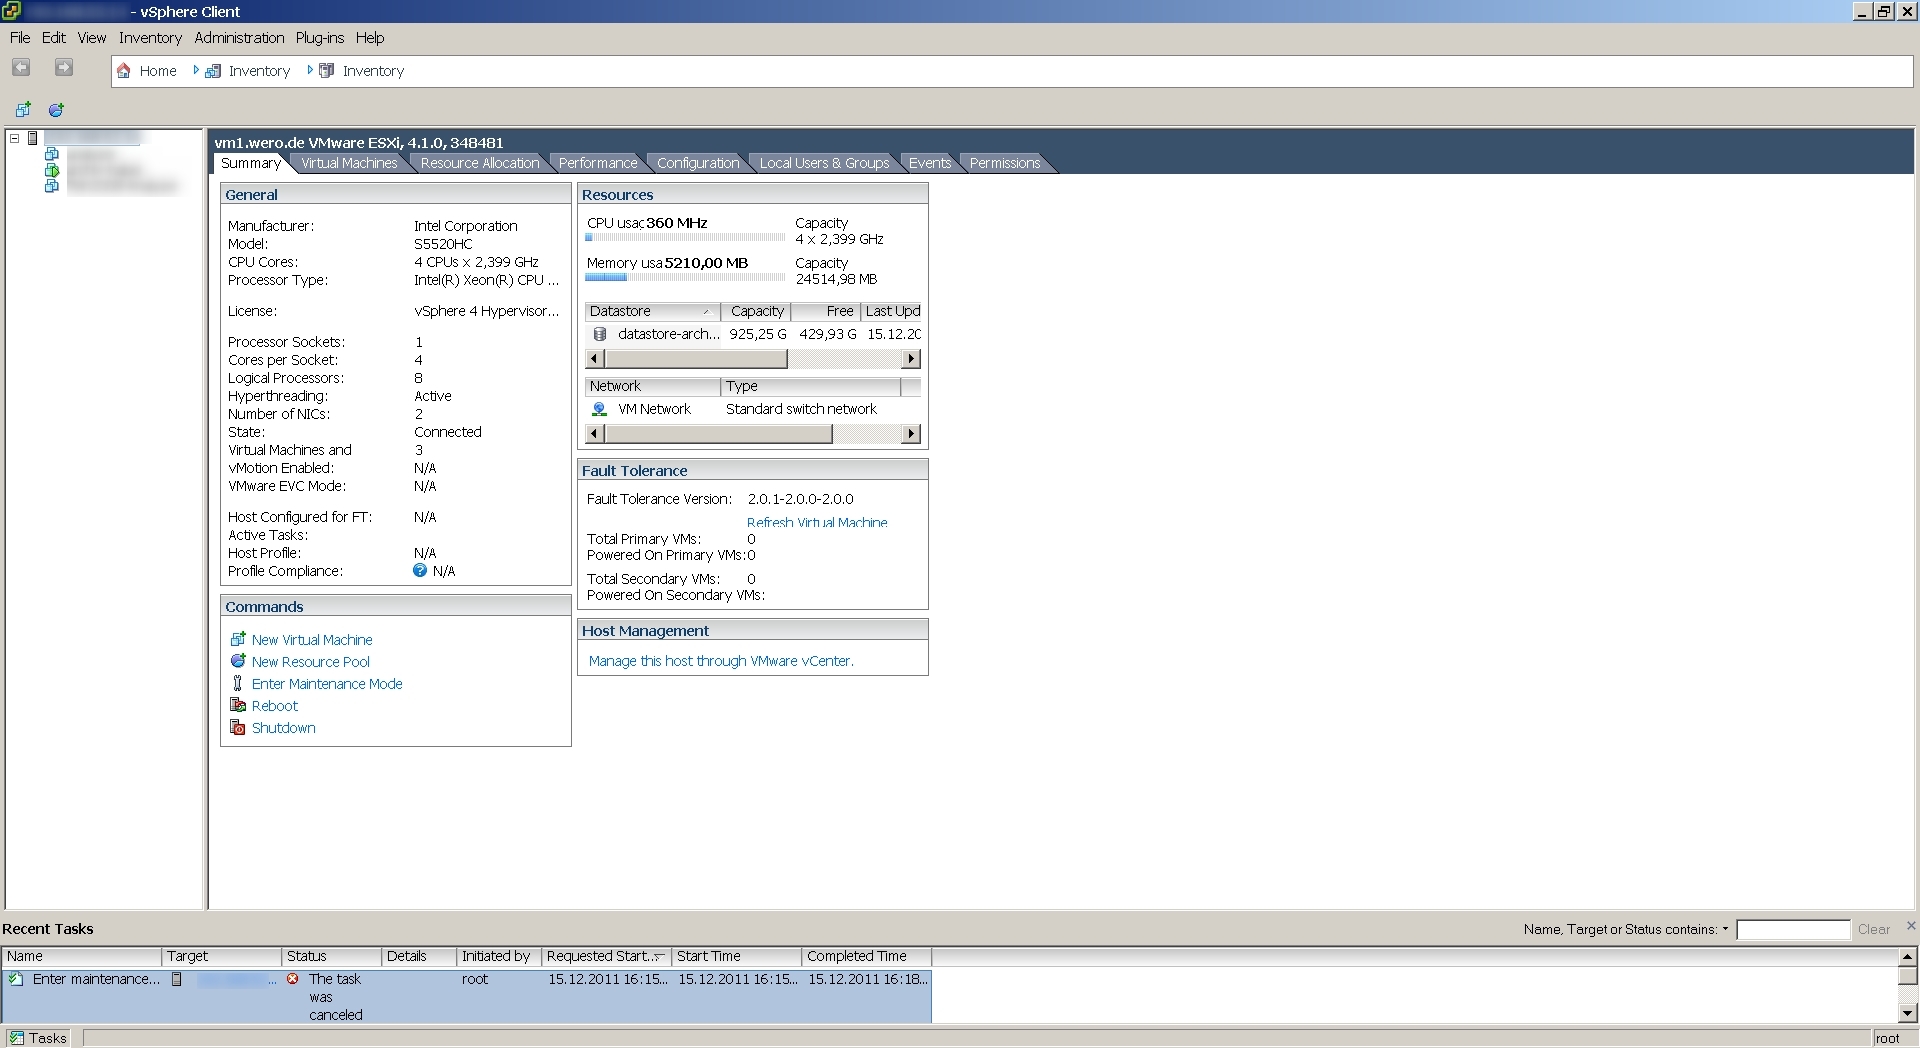 - vSphere Client
File Edit View Inventory Administration Plug-ins Help
Home Inventory Inventory
vm1.wero.de VMware ESXi, 4.1.0, 348481
Summary Virtual Machines Resource Allocation Performance Configuration Local Users & Groups Events Permissions
General
Manufacturer: Intel Corporation
Model: S5520HC
CPU Cores: 4 CPUs x 2,399 GHz
Processor Type: Intel(R) Xeon(R) CPU ...
License: vSphere 4 Hypervisor...
Processor Sockets: 1
Cores per Socket: 4
Logical Processors: 8
Hyperthreading: Active
Number of NICs: 2
State: Connected
Virtual Machines and 3
vMotion Enabled: N/A
VMware EVC Mode: N/A
Host Configured for FT: N/A
Active Tasks:
Host Profile: N/A
Profile Compliance: N/A
Commands
New Virtual Machine
New Resource Pool
Enter Maintenance Mode
Reboot
Shutdown
Resources
CPU usag 360 MHz Capacity
4 x 2,399 GHz
Memory usa 5210,00 MB Capacity
24514,98 MB
Datastore Capacity Free Last Upd
datastore-arch... 925,25 G 429,93 G 15.12.20
Network Type
VM Network Standard switch network
Fault Tolerance
Fault Tolerance Version: 2.0.1-2.0.0-2.0.0
Refresh Virtual Machine
Total Primary VMs: 0
Powered On Primary VMs: 0
Total Secondary VMs: 0
Powered On Secondary VMs:
Host Management
Manage this host through VMware vCenter.
Recent Tasks Name, Target or Status contains: Clear
Name Target Status Details Initiated by Requested Start... Start Time Completed Time
Enter maintenance... ... The task root 15.12.2011 16:15... 15.12.2011 16:15... 15.12.2011 16:18...
was
canceled
Tasks root